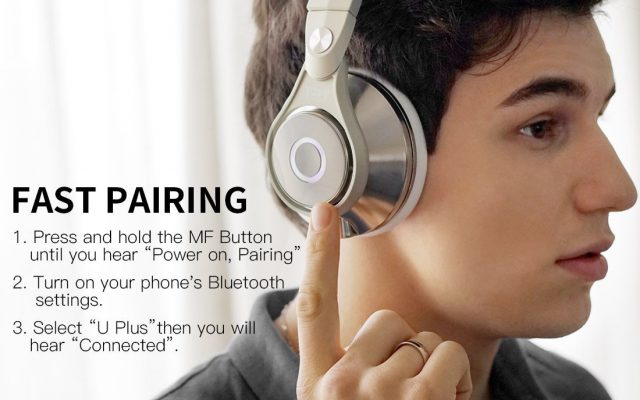 FAST PAIRING
1. Press and hold the MF Button
until you hear “Power on, Pairing”
2. Turn on your phone’s Bluetooth
settings.
3. Select “U Plus”then you will
hear “Connected”.